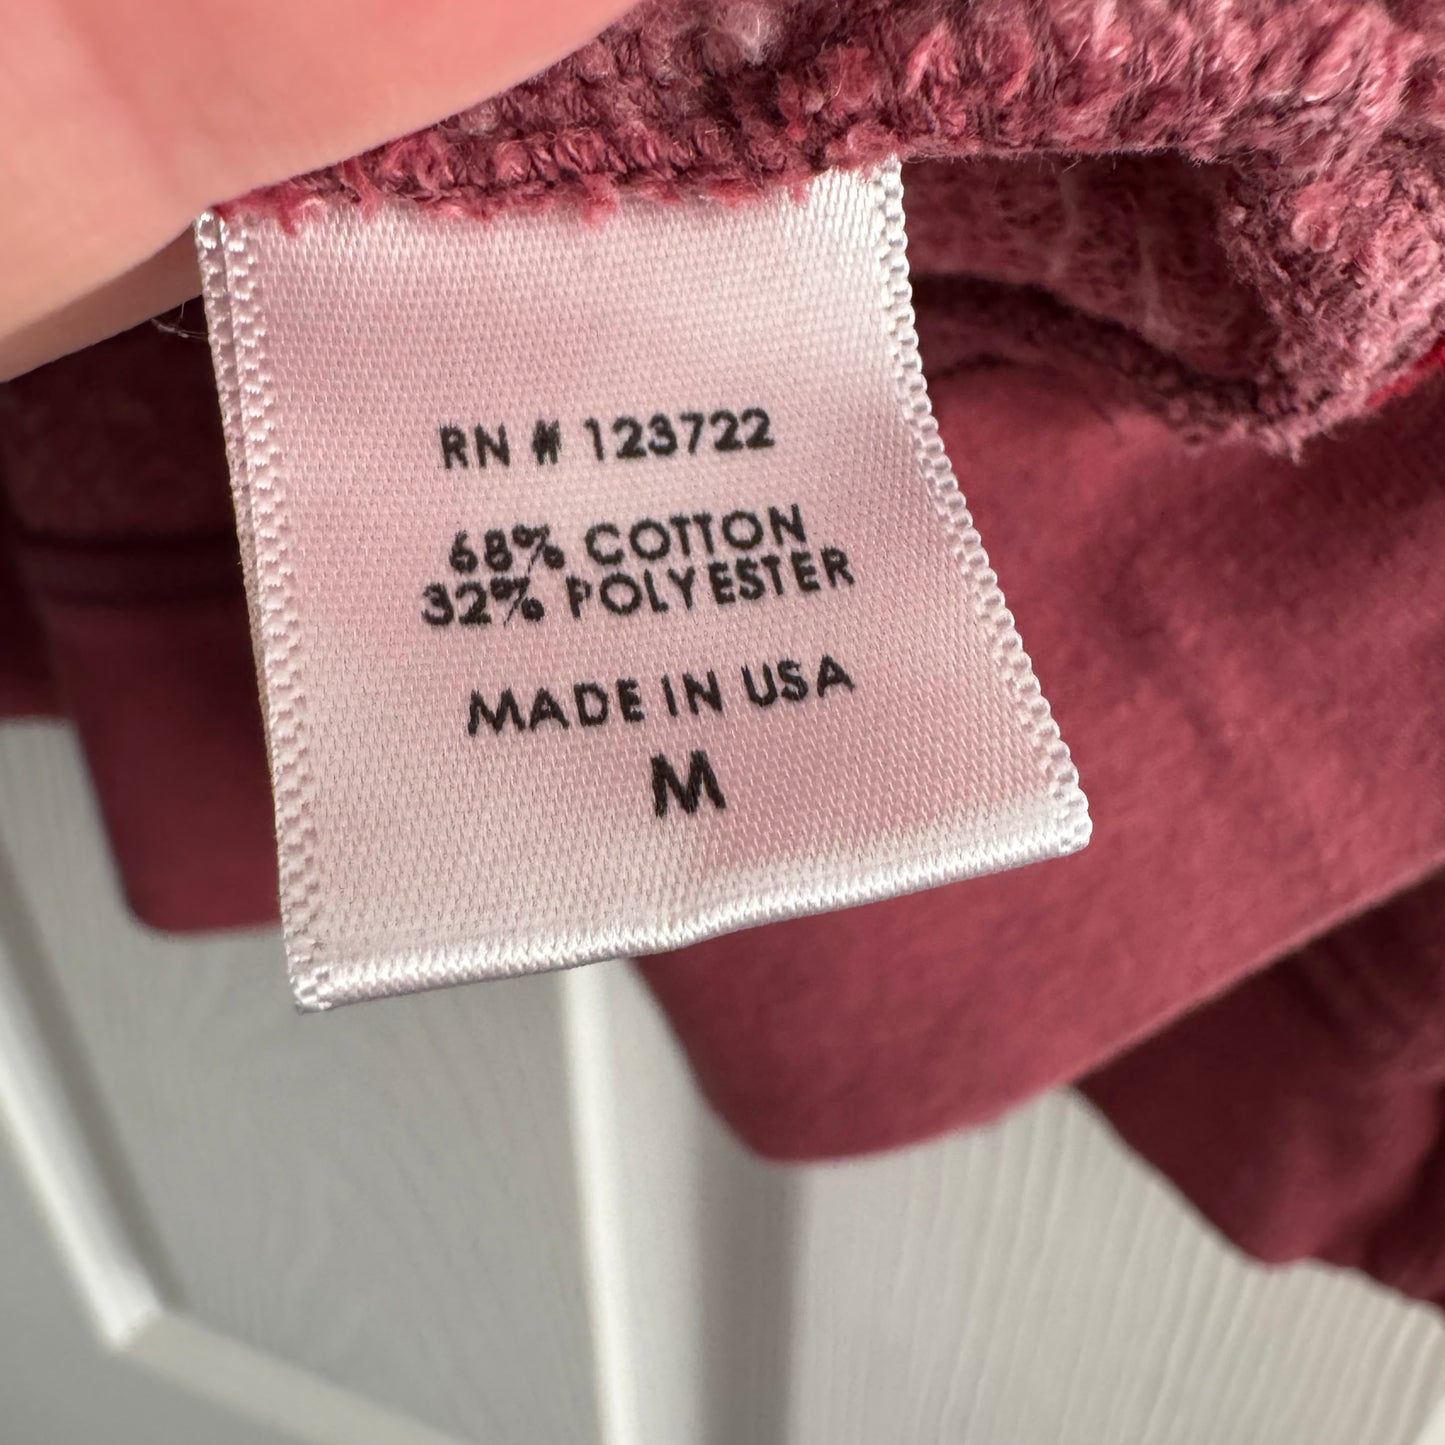 RN # 123722
68% COTTON
32% POLYESTER
MADE IN USA
M